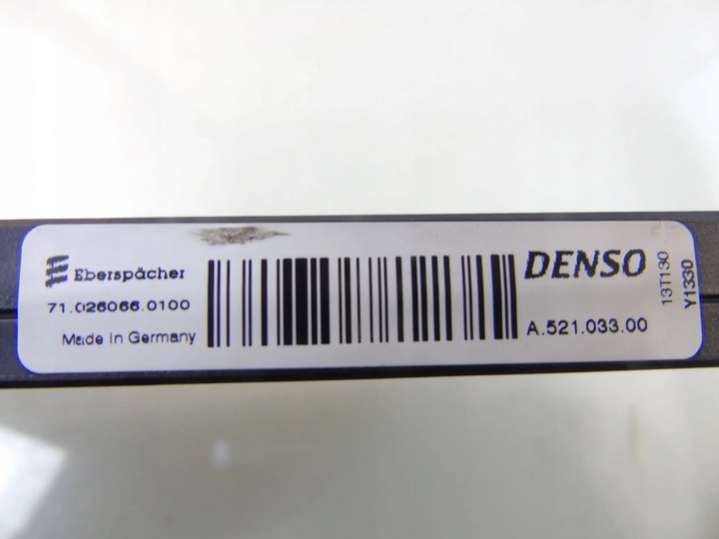 Eberspächer
71.026066.0100
Made in Germany
DENSO
A.521.033.00
13T130
Y1330